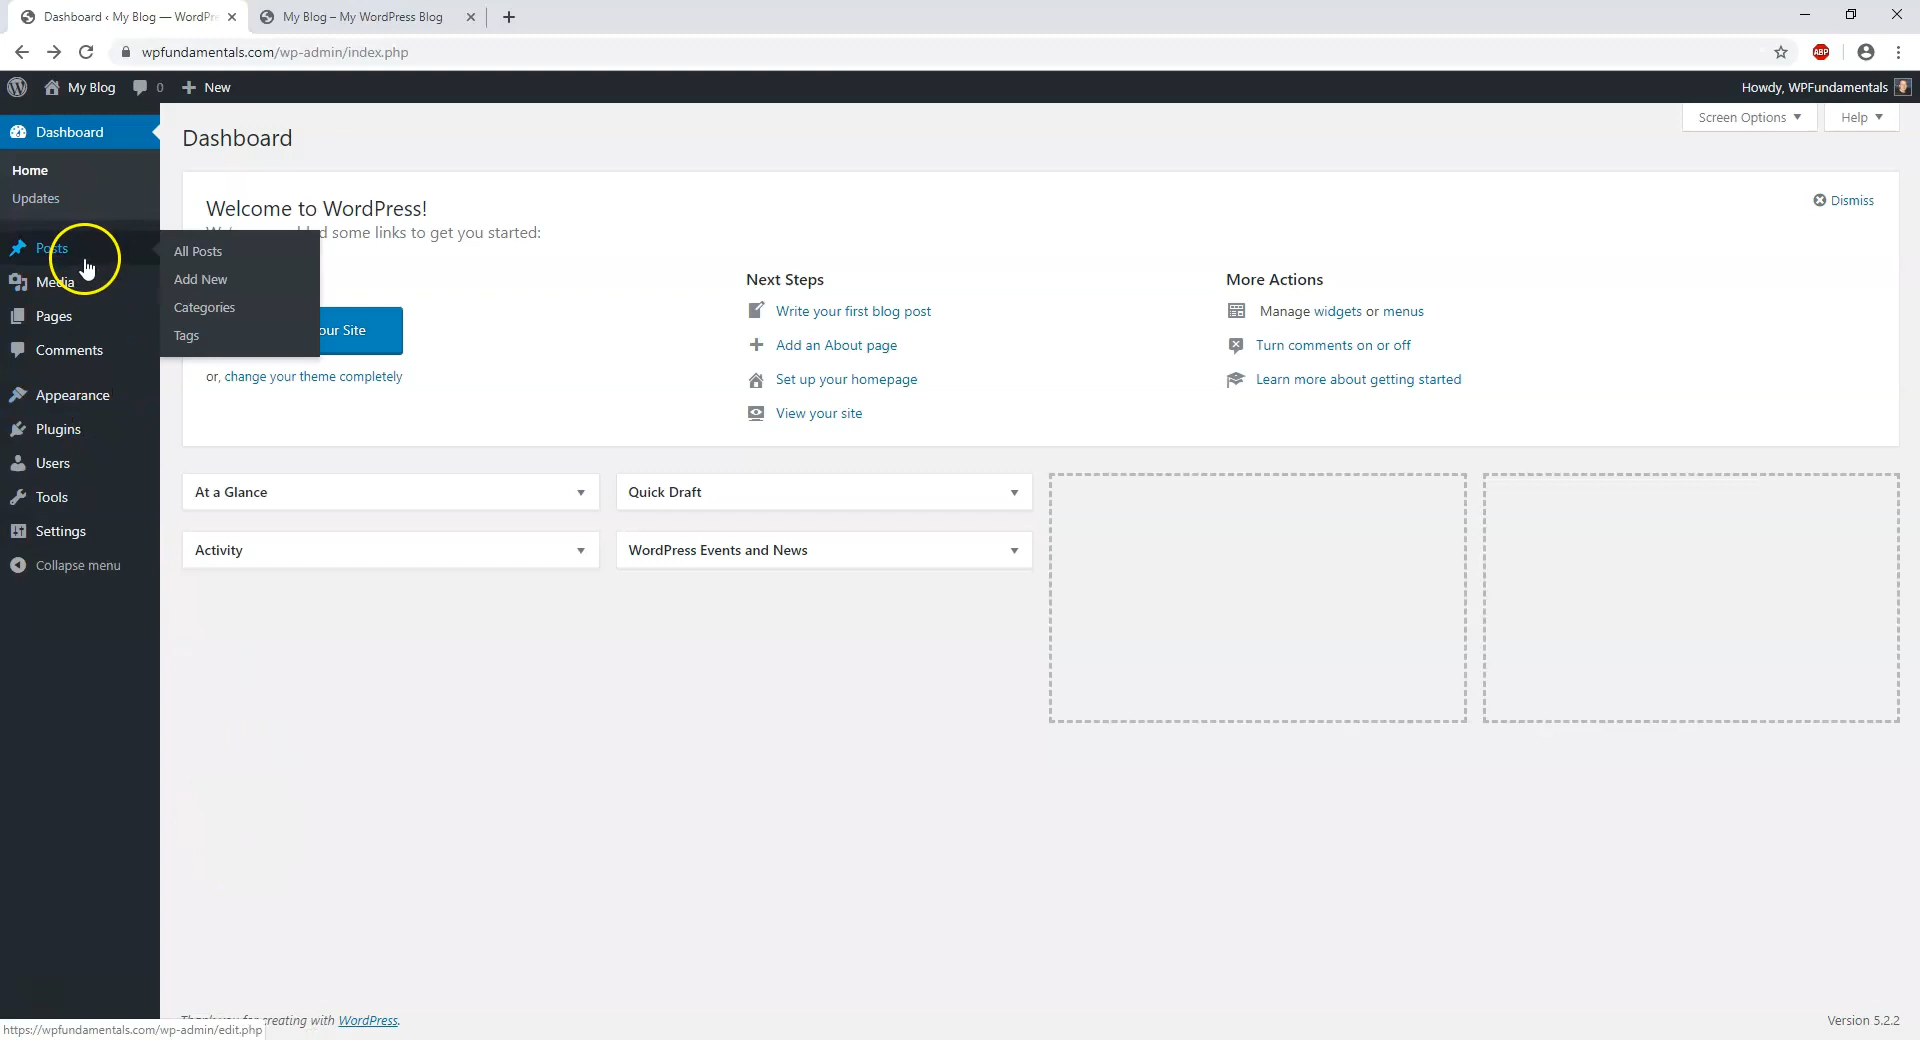 Dashboard ‹ My Blog — WordPre
My Blog – My WordPress Blog
wpfundamentals.com/wp-admin/index.php
ABP
My Blog
0
New
Howdy, WPFundamentals
Dashboard
Home
Updates
Posts
Media
Pages
Comments
Appearance
Plugins
Users
Tools
Settings
Collapse menu
All Posts
Add New
Categories
Tags
Dashboard
Screen Options
Help
Welcome to WordPress!
Dismiss
some links to get you started:
our Site
or, change your theme completely
Next Steps
Write your first blog post
Add an About page
Set up your homepage
View your site
More Actions
Manage widgets or menus
Turn comments on or off
Learn more about getting started
At a Glance
Quick Draft
Activity
WordPress Events and News
creating with WordPress.
Version 5.2.2
https://wpfundamentals.com/wp-admin/edit.php